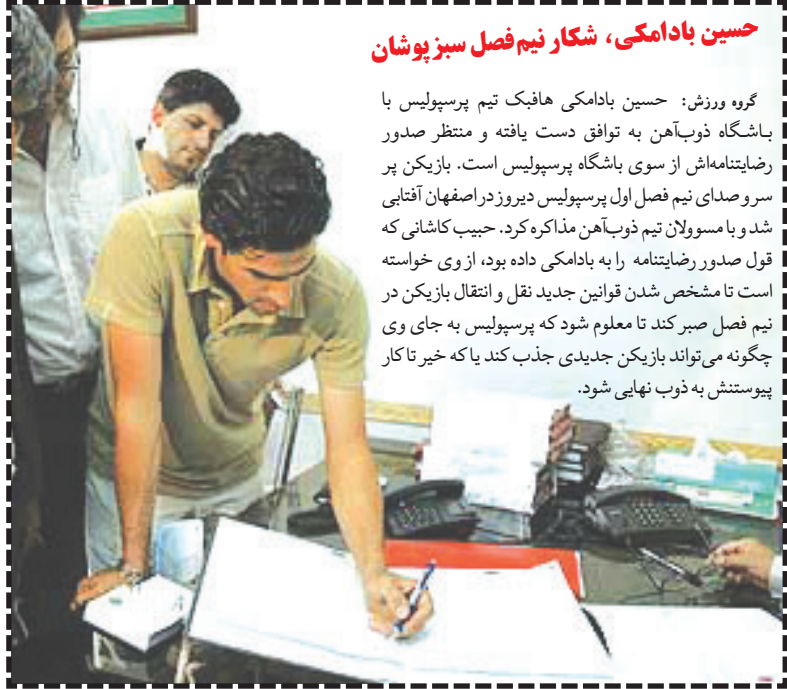 حسین بادامکی، شکار نیم‌فصل سبزپوشان
گروه ورزش: حسین بادامکی هافبک تیم پرسپولیس با
باشگاه ذوب‌آهن به توافق دست یافته و منتظر صدور
رضایتنامه‌اش از سوی باشگاه پرسپولیس است. بازیکن پر
سروصدای نیم فصل اول پرسپولیس دیروز در اصفهان آفتابی
شد و با مسوولان تیم ذوب‌آهن مذاکره کرد. حبیب کاشانی که
قول صدور رضایتنامه را به بادامکی داده بود، از وی خواسته
است تا مشخص شدن قوانین جدید نقل و انتقال بازیکن در
نیم فصل صبر کند تا معلوم شود که پرسپولیس به جای وی
چگونه می‌تواند بازیکن جدیدی جذب کند یا که خیر تا کار
پیوستنش به ذوب نهایی شود.